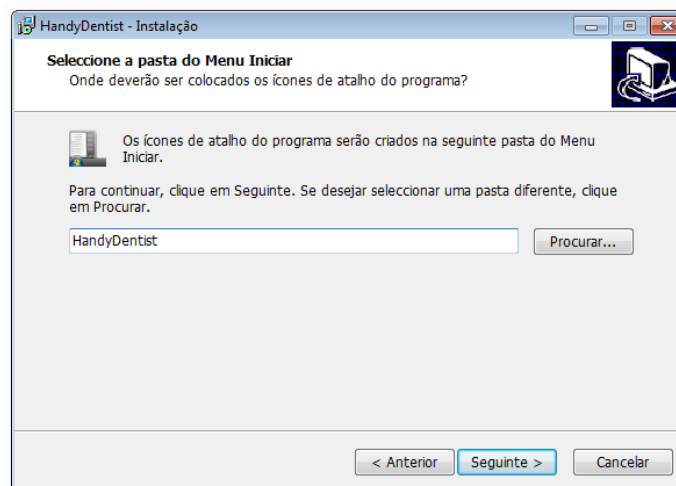 HandyDentist - Instalação
Seleccione a pasta do Menu Iniciar
Onde deverão ser colocados os ícones de atalho do programa?
Os ícones de atalho do programa serão criados na seguinte pasta do Menu
Iniciar.
Para continuar, clique em Seguinte. Se desejar seleccionar uma pasta diferente, clique
em Procurar.
HandyDentist
Procurar...
< Anterior
Seguinte >
Cancelar